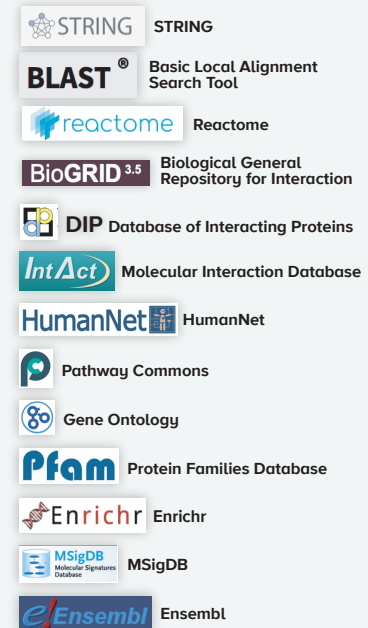 STRING STRING
BLAST ® Basic Local Alignment
Search Tool
reactome Reactome
BioGRID 3.5 Biological General
Repository for Interaction
DIP Database of Interacting Proteins
IntAct Molecular Interaction Database
HumanNet HumanNet
Pathway Commons
Gene Ontology
Pfam Protein Families Database
Enrichr Enrichr
MSigDB
Molecular Signatures
Database
MSigDB
e!Ensembl Ensembl